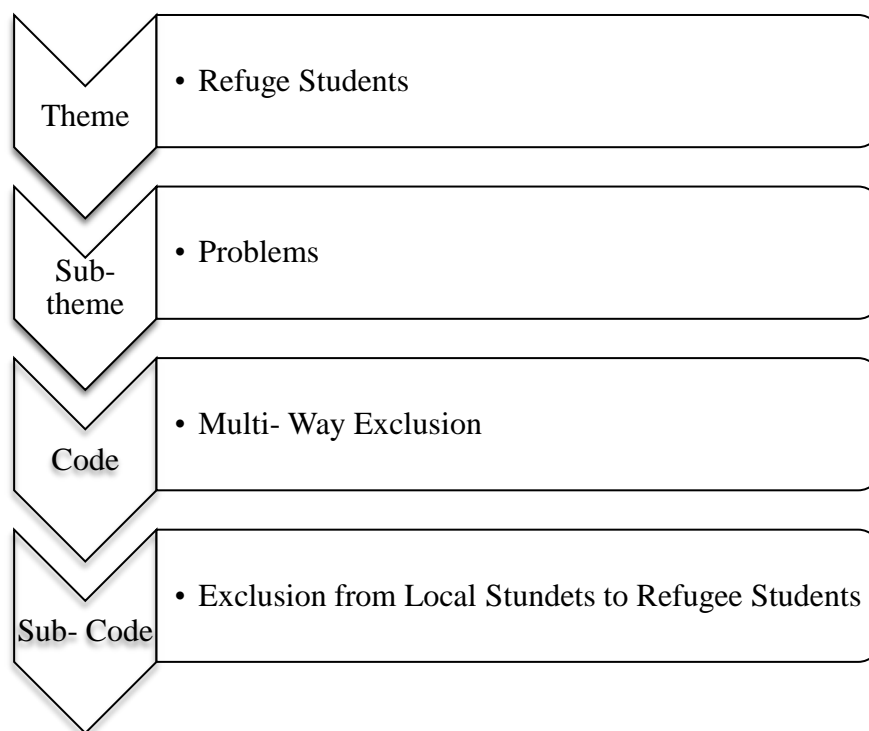 Theme
• Refuge Students
Sub-
theme
• Problems
Code
• Multi- Way Exclusion
Sub- Code
• Exclusion from Local Stundets to Refugee Students